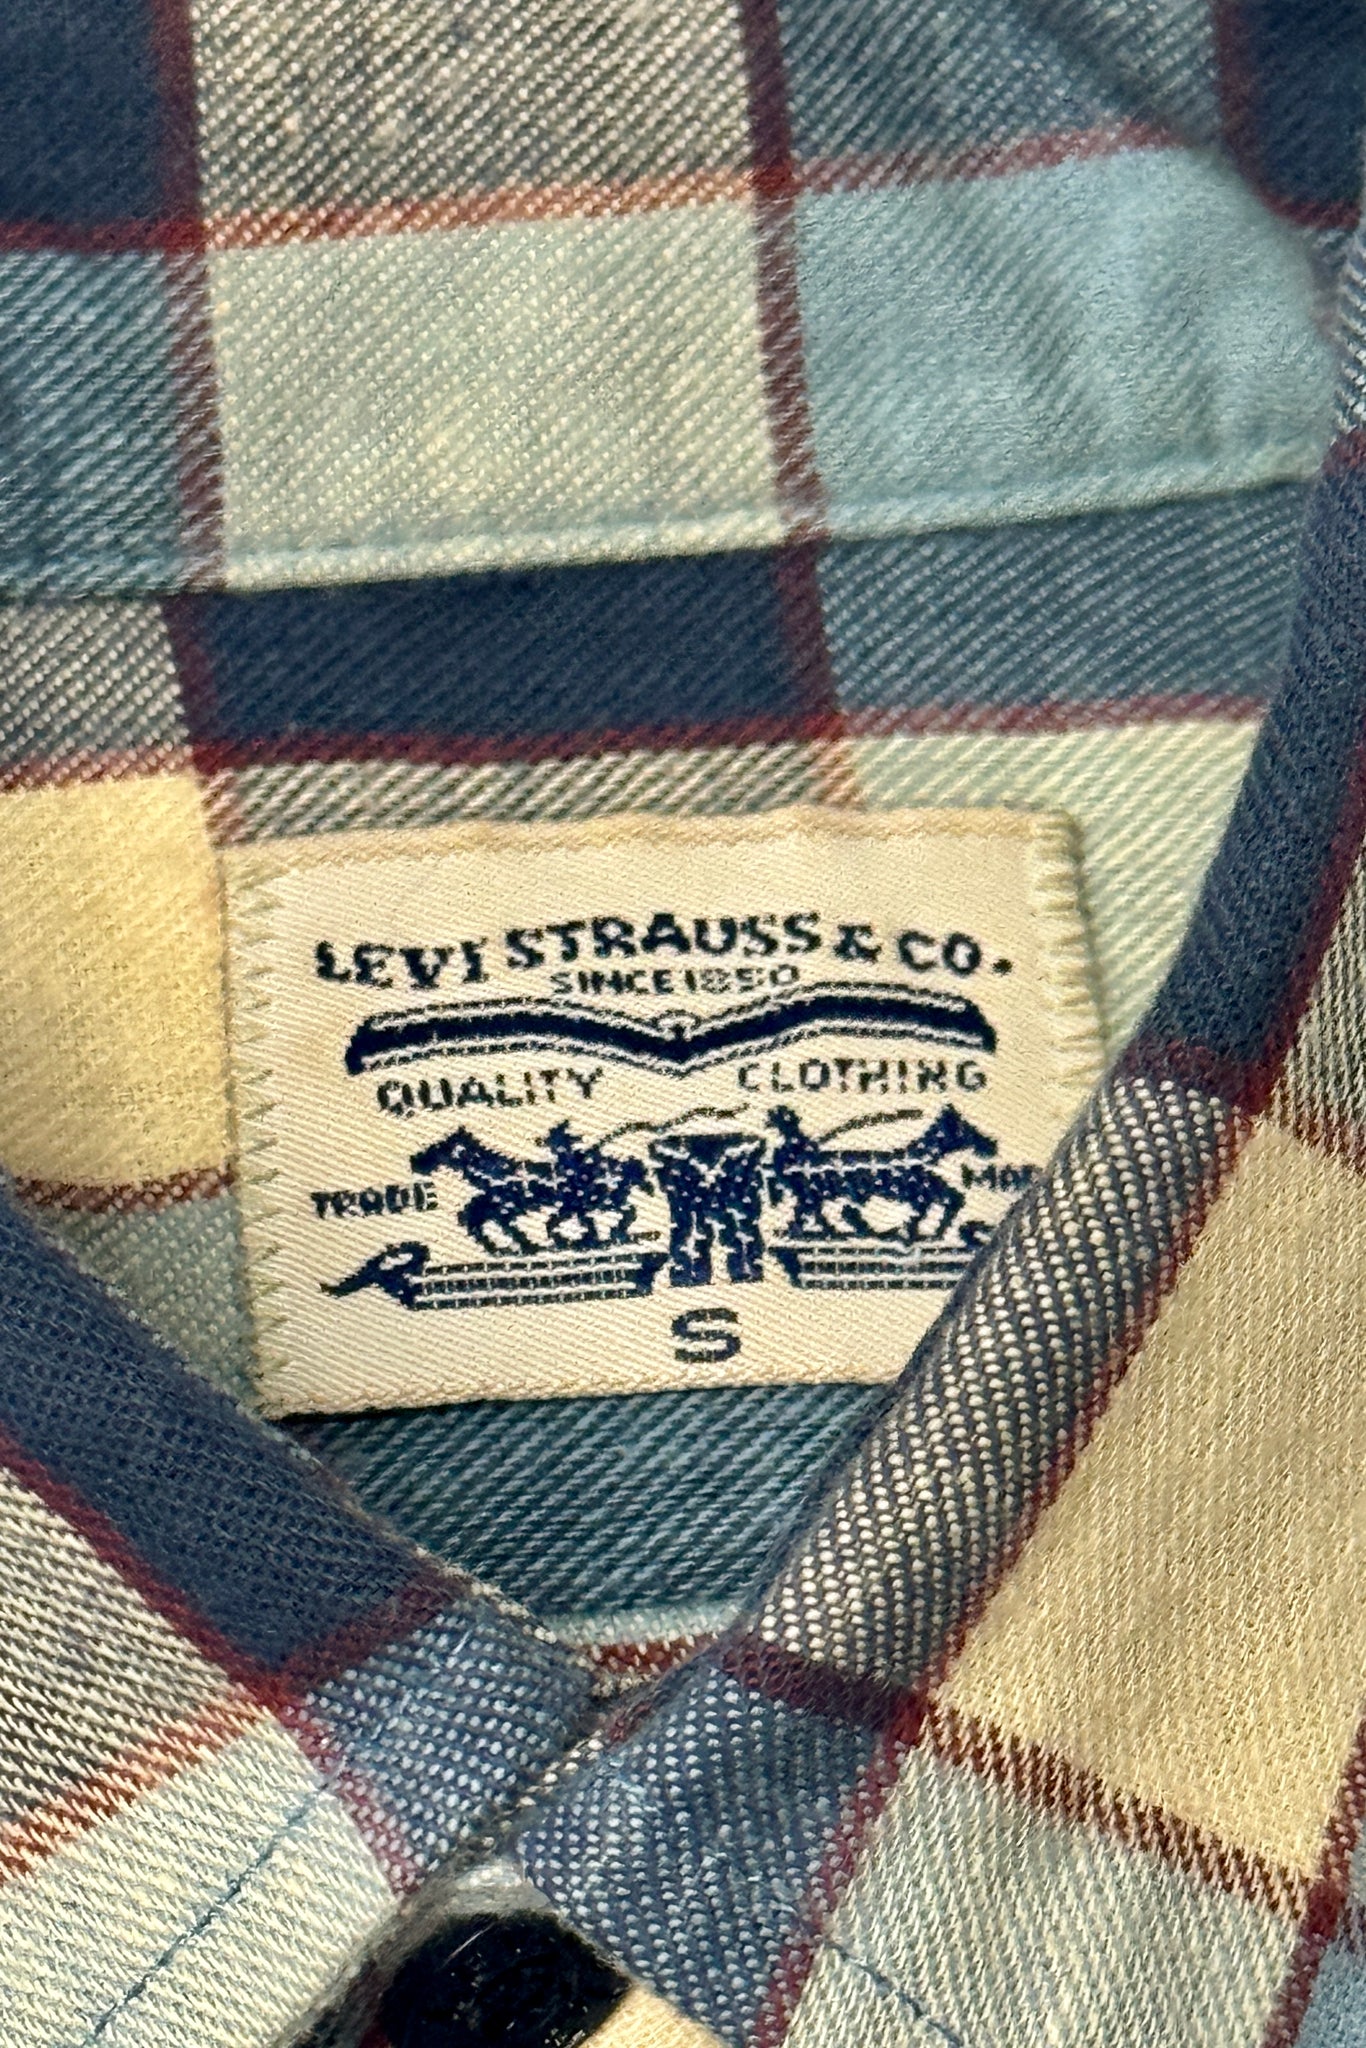 LEVI STRAUSS & CO.
SINCE 1850
QUALITY CLOTHING
TRADE
S